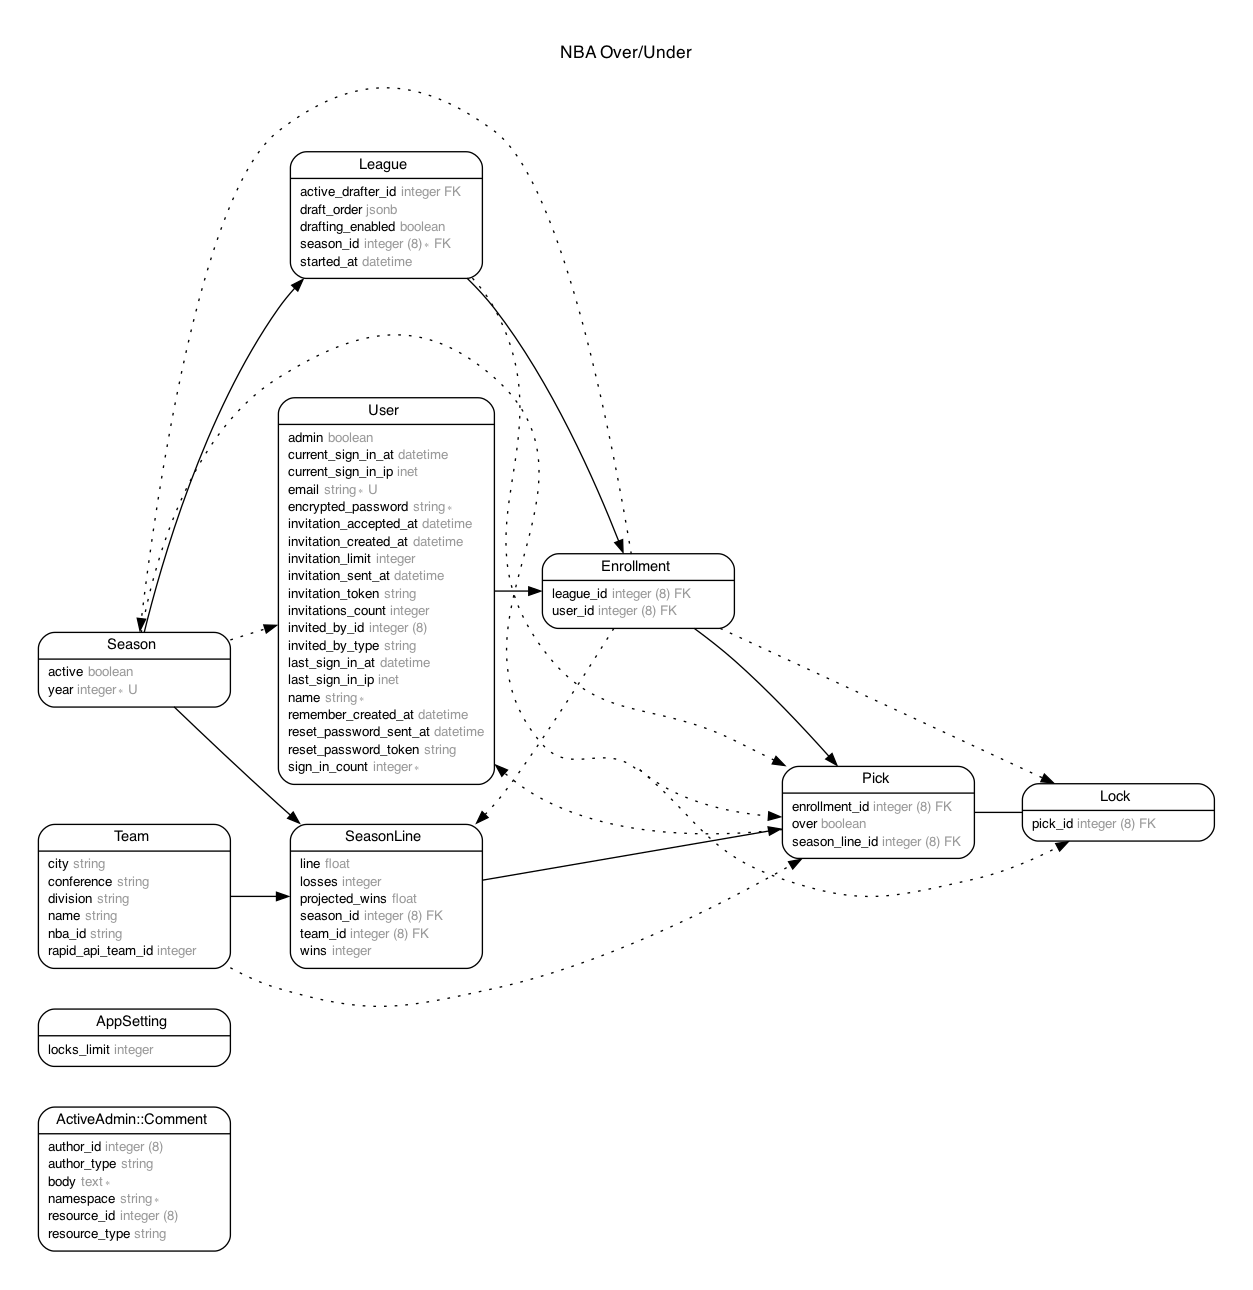 NBA Over/Under
League
active_drafter_id integer FK
draft_order jsonb
drafting_enabled boolean
season_id integer (8) * FK
started_at datetime
User
admin boolean
current_sign_in_at datetime
current_sign_in_ip inet
email string * U
encrypted_password string *
invitation_accepted_at datetime
invitation_created_at datetime
invitation_limit integer
invitation_sent_at datetime
invitation_token string
invitations_count integer
invited_by_id integer (8)
invited_by_type string
last_sign_in_at datetime
last_sign_in_ip inet
name string *
remember_created_at datetime
reset_password_sent_at datetime
reset_password_token string
sign_in_count integer *
Enrollment
league_id integer (8) FK
user_id integer (8) FK
Season
active boolean
year integer * U
Pick
enrollment_id integer (8) FK
over boolean
season_line_id integer (8) FK
Lock
pick_id integer (8) FK
Team
city string
conference string
division string
name string
nba_id string
rapid_api_team_id integer
SeasonLine
line float
losses integer
projected_wins float
season_id integer (8) FK
team_id integer (8) FK
wins integer
AppSetting
locks_limit integer
ActiveAdmin::Comment
author_id integer (8)
author_type string
body text *
namespace string *
resource_id integer (8)
resource_type string